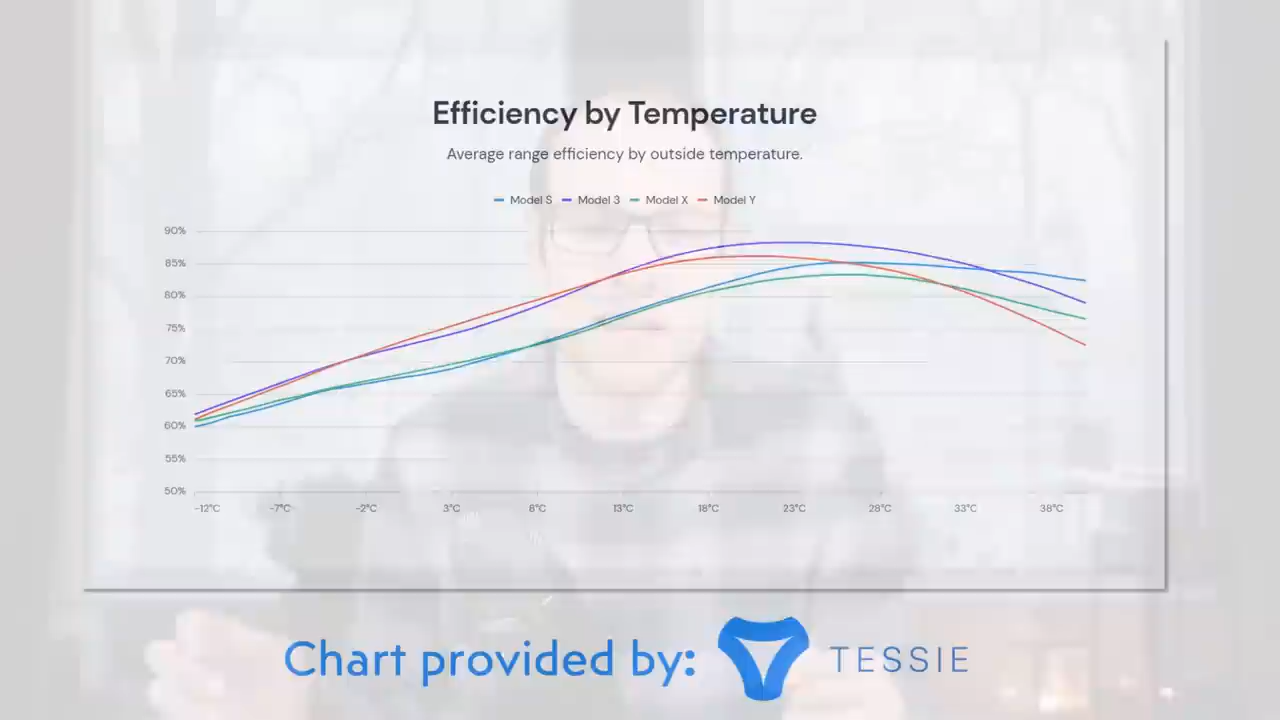 Efficiency by Temperature
Average range efficiency by outside temperature.
Model S Model 3 Model X Model Y
90%
85%
80%
75%
70%
65%
60%
55%
50%
-12°C -7°C -2°C 3°C 8°C 13°C 18°C 23°C 28°C 33°C 38°C
Chart provided by: TESSIE